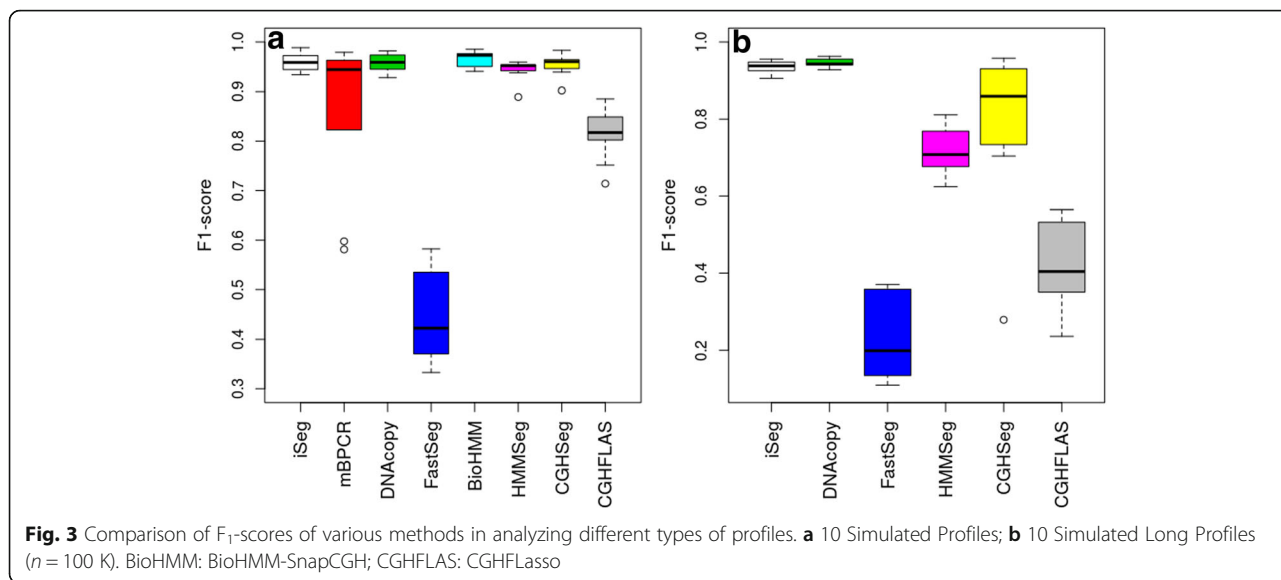 a
F1-score
1.0
0.9
0.8
0.7
0.6
0.5
0.4
0.3
iSeg
mBPCR
DNAcopy
FastSeg
BioHMM
HMMSeg
CGHSeg
CGHFLAS
b
F1-score
1.0
0.8
0.6
0.4
0.2
iSeg
DNAcopy
FastSeg
HMMSeg
CGHSeg
CGHFLAS
Fig. 3 Comparison of F₁-scores of various methods in analyzing different types of profiles. a 10 Simulated Profiles; b 10 Simulated Long Profiles
(n = 100 K). BioHMM: BioHMM-SnapCGH; CGHFLAS: CGHFLasso